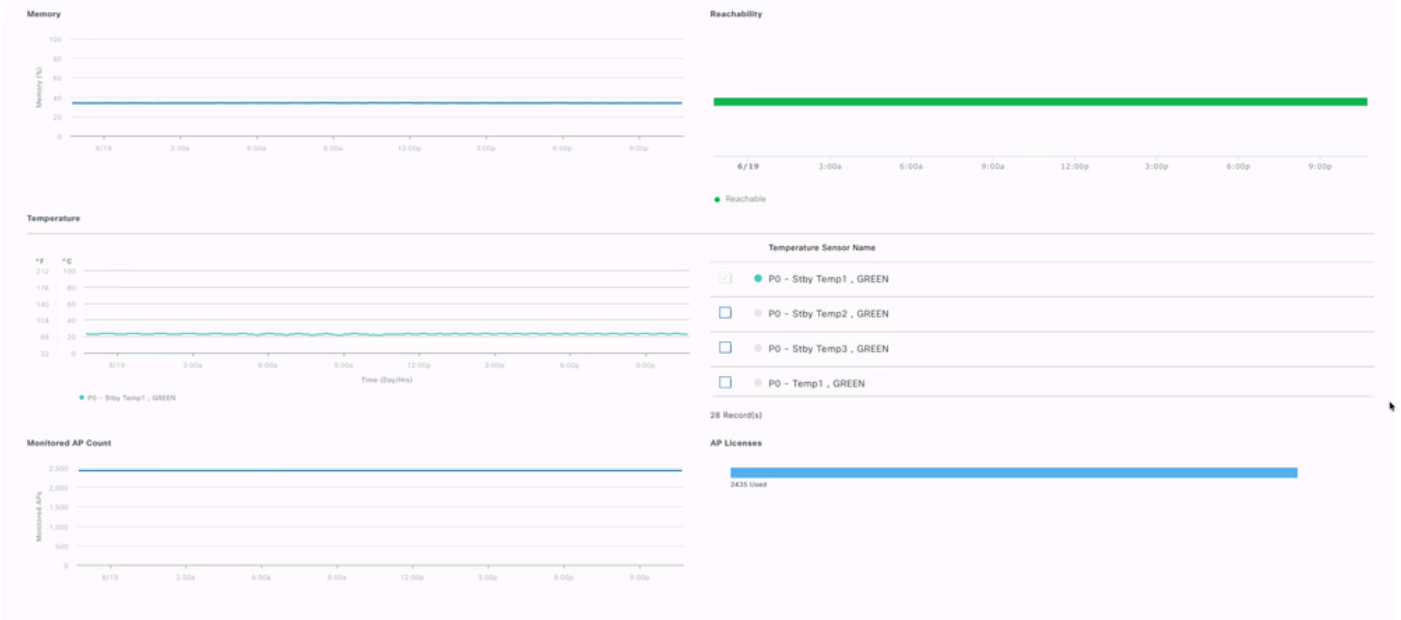 Memory
100
80
60
40
20
0
Memory (%)
6/19 3:00a 6:00a 9:00a 12:00p 3:00p 6:00p 9:00p
Reachability
6/19 3:00a 6:00a 9:00a 12:00p 3:00p 6:00p 9:00p
Reachable
Temperature
°F °C
212 100
176 80
140 60
104 40
68 20
32 0
6/19 3:00a 6:00a 9:00a 12:00p 3:00p 6:00p 9:00p
Time (Day/Hrs)
P0 - Stby Temp1 , GREEN
Temperature Sensor Name
P0 - Stby Temp1 , GREEN
P0 - Stby Temp2 , GREEN
P0 - Stby Temp3 , GREEN
P0 - Temp1 , GREEN
28 Record(s)
Monitored AP Count
2,500
2,000
1,500
1,000
500
0
Monitored APs
6/19 3:00a 6:00a 9:00a 12:00p 3:00p 6:00p 9:00p
AP Licenses
2435 Used